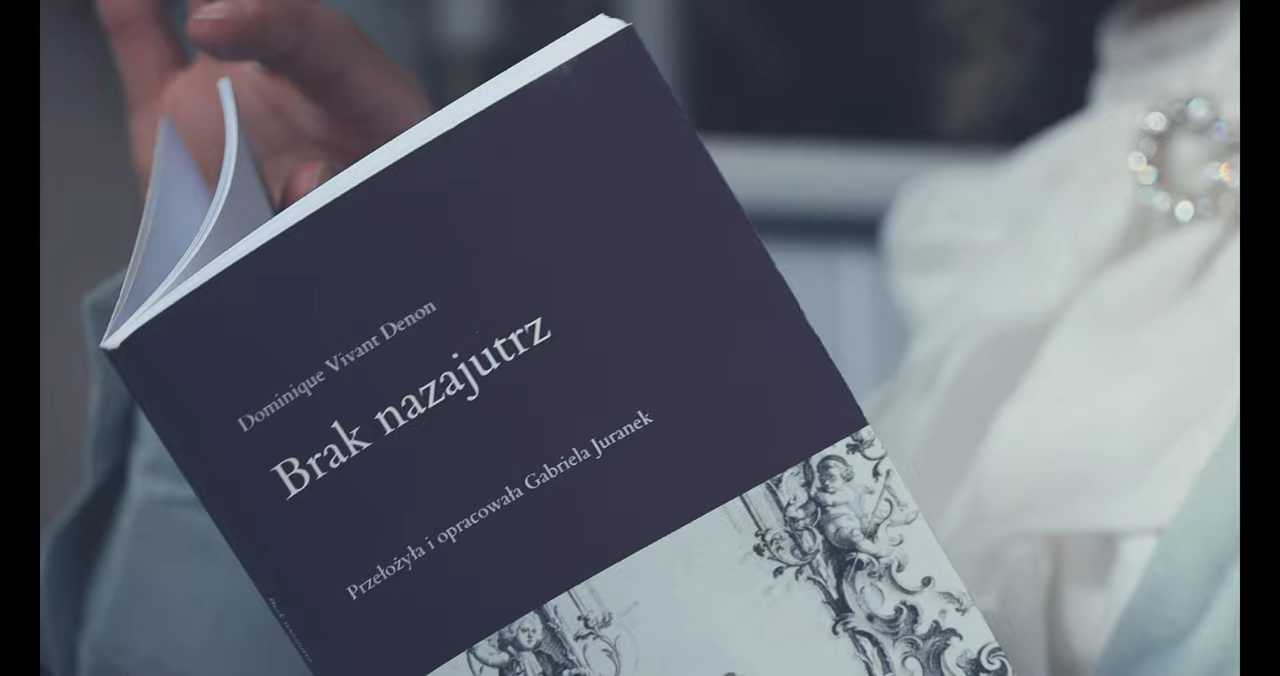 Dominique Vivant Denon
Brak nazajutrz
Przełożyła i opracowała Gabriela Juranek